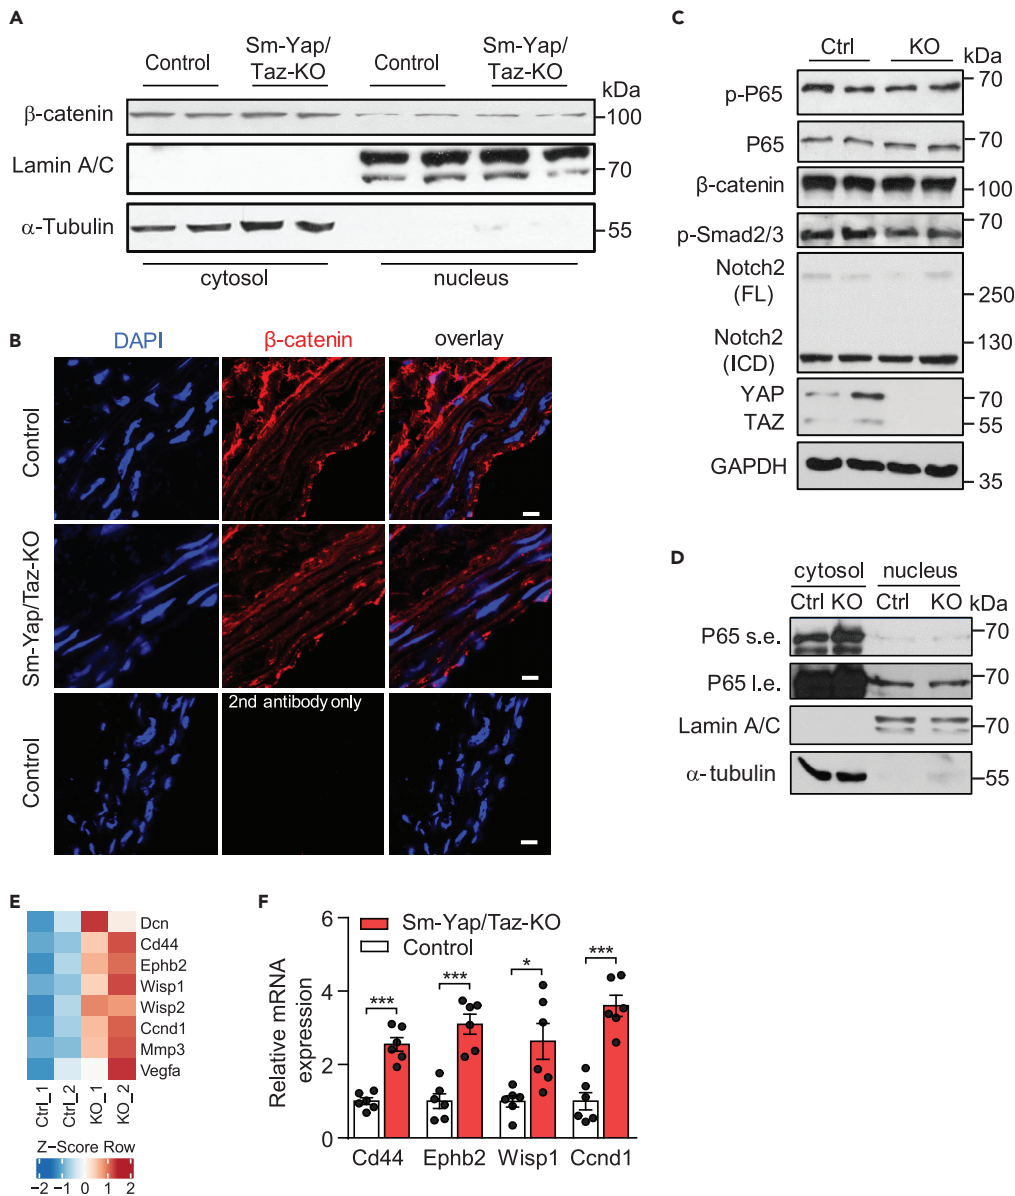 A
Control
Sm-Yap/
Taz-KO
Control
Sm-Yap/
Taz-KO
kDa
β-catenin
100
Lamin A/C
70
α-Tubulin
55
cytosol
nucleus
B
DAPI
β-catenin
overlay
Control
Sm-Yap/Taz-KO
2nd antibody only
Control
C
Ctrl
KO
kDa
p-P65
70
P65
70
β-catenin
100
p-Smad2/3
70
Notch2
(FL)
250
Notch2
(ICD)
130
YAP
70
TAZ
55
GAPDH
35
D
cytosol
nucleus
Ctrl
KO
Ctrl
KO
kDa
P65 s.e.
70
P65 l.e.
70
Lamin A/C
70
α-tubulin
55
E
Dcn
Cd44
Ephb2
Wisp1
Wisp2
Ccnd1
Mmp3
Vegfa
Ctrl_1
Ctrl_2
KO_1
KO_2
Z−Score Row
−2 −1 0 1 2
F
Sm-Yap/Taz-KO
Control
Relative mRNA
expression
6
4
2
0
***
***
*
***
Cd44 Ephb2 Wisp1 Ccnd1